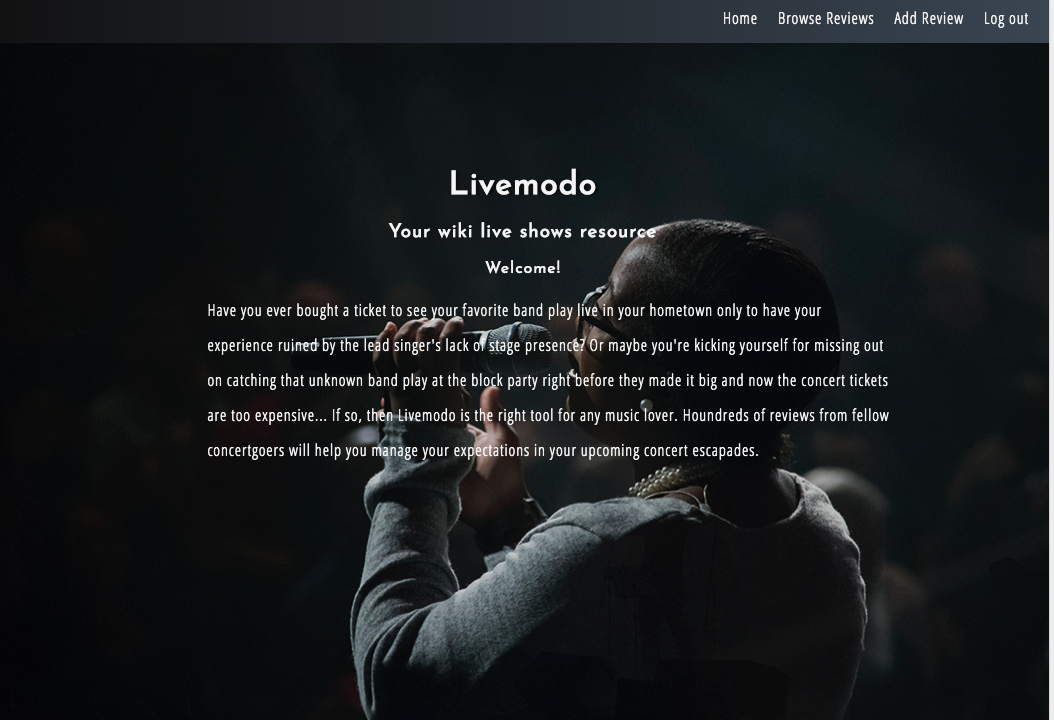 Home Browse Reviews Add Review Log out
Livemodo
Your wiki live shows resource
Welcome!
Have you ever bought a ticket to see your favorite band play live in your hometown only to have your
experience ruined by the lead singer's lack of stage presence? Or maybe you're kicking yourself for missing out
on catching that unknown band play at the block party right before they made it big and now the concert tickets
are too expensive... If so, then Livemodo is the right tool for any music lover. Houndreds of reviews from fellow
concertgoers will help you manage your expectations in your upcoming concert escapades.